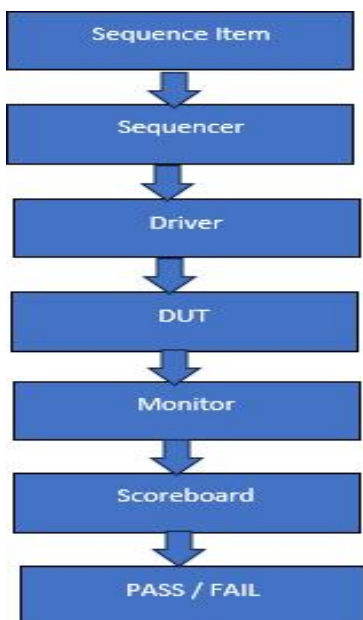 Sequence Item
Sequencer
Driver
DUT
Monitor
Scoreboard
PASS / FAIL